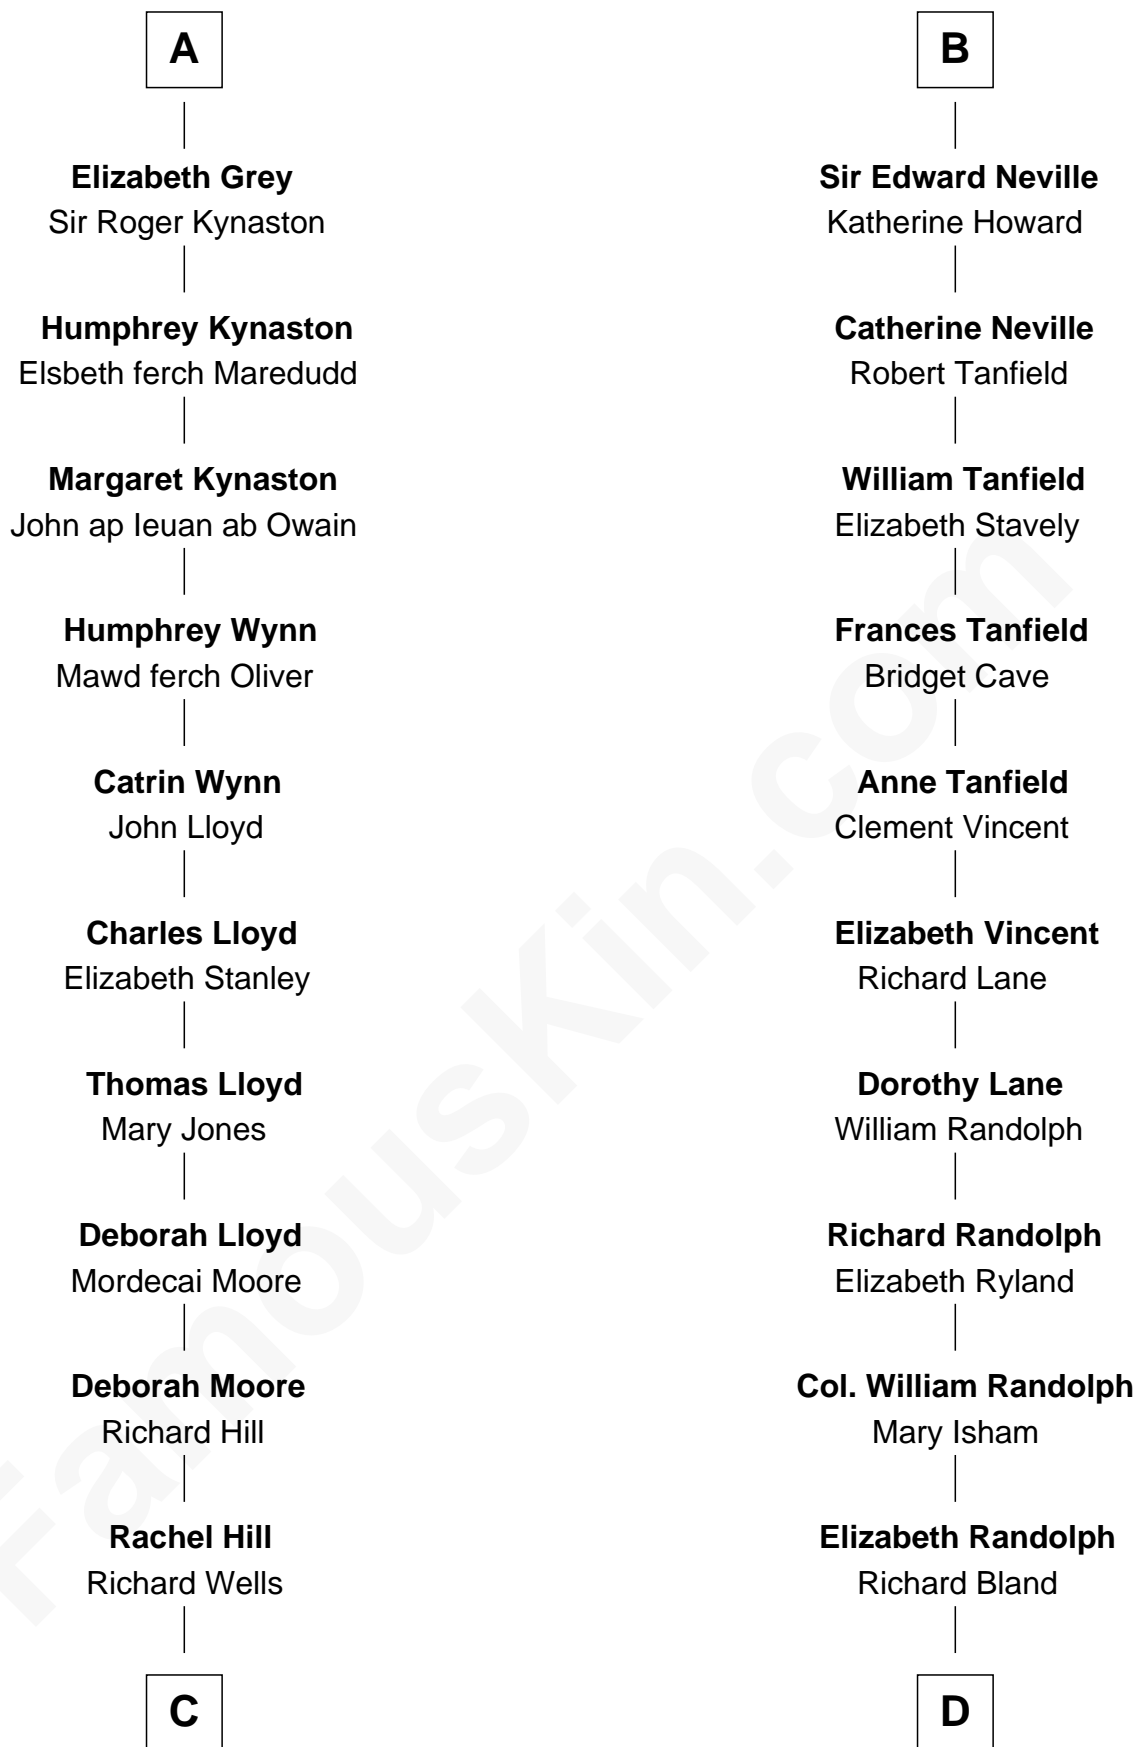 A
Elizabeth Grey
Sir Roger Kynaston
Humphrey Kynaston
Elsbeth ferch Maredudd
Margaret Kynaston
John ap Ieuan ab Owain
Humphrey Wynn
Mawd ferch Oliver
Catrin Wynn
John Lloyd
Charles Lloyd
Elizabeth Stanley
Thomas Lloyd
Mary Jones
Deborah Lloyd
Mordecai Moore
Deborah Moore
Richard Hill
Rachel Hill
Richard Wells
C
B
Sir Edward Neville
Katherine Howard
Catherine Neville
Robert Tanfield
William Tanfield
Elizabeth Stavely
Frances Tanfield
Bridget Cave
Anne Tanfield
Clement Vincent
Elizabeth Vincent
Richard Lane
Dorothy Lane
William Randolph
Richard Randolph
Elizabeth Ryland
Col. William Randolph
Mary Isham
Elizabeth Randolph
Richard Bland
D
FamousKin.com